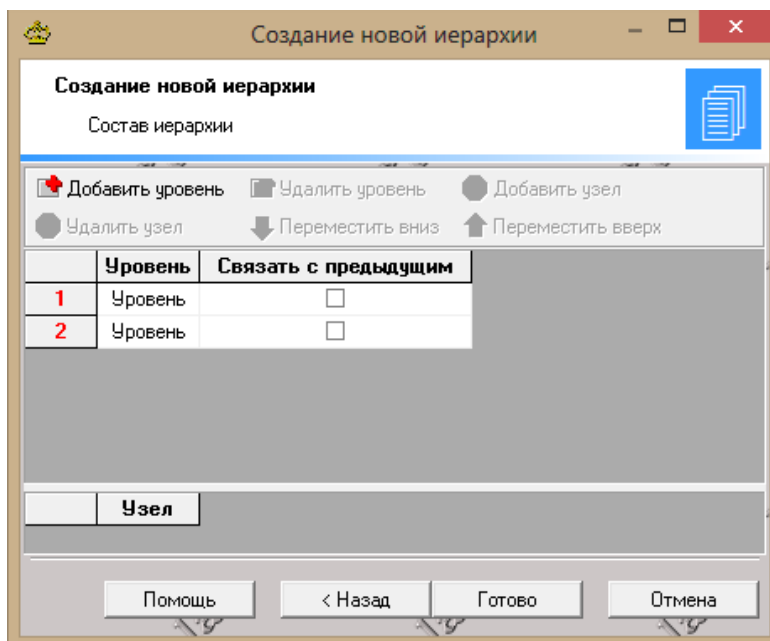 Создание новой иерархии
Создание новой иерархии
Состав иерархии
Добавить уровень Удалить уровень Добавить узел
Удалить узел Переместить вниз Переместить вверх
Уровень Связать с предыдущим
1 Уровень
2 Уровень
Узел
Помощь < Назад Готово Отмена